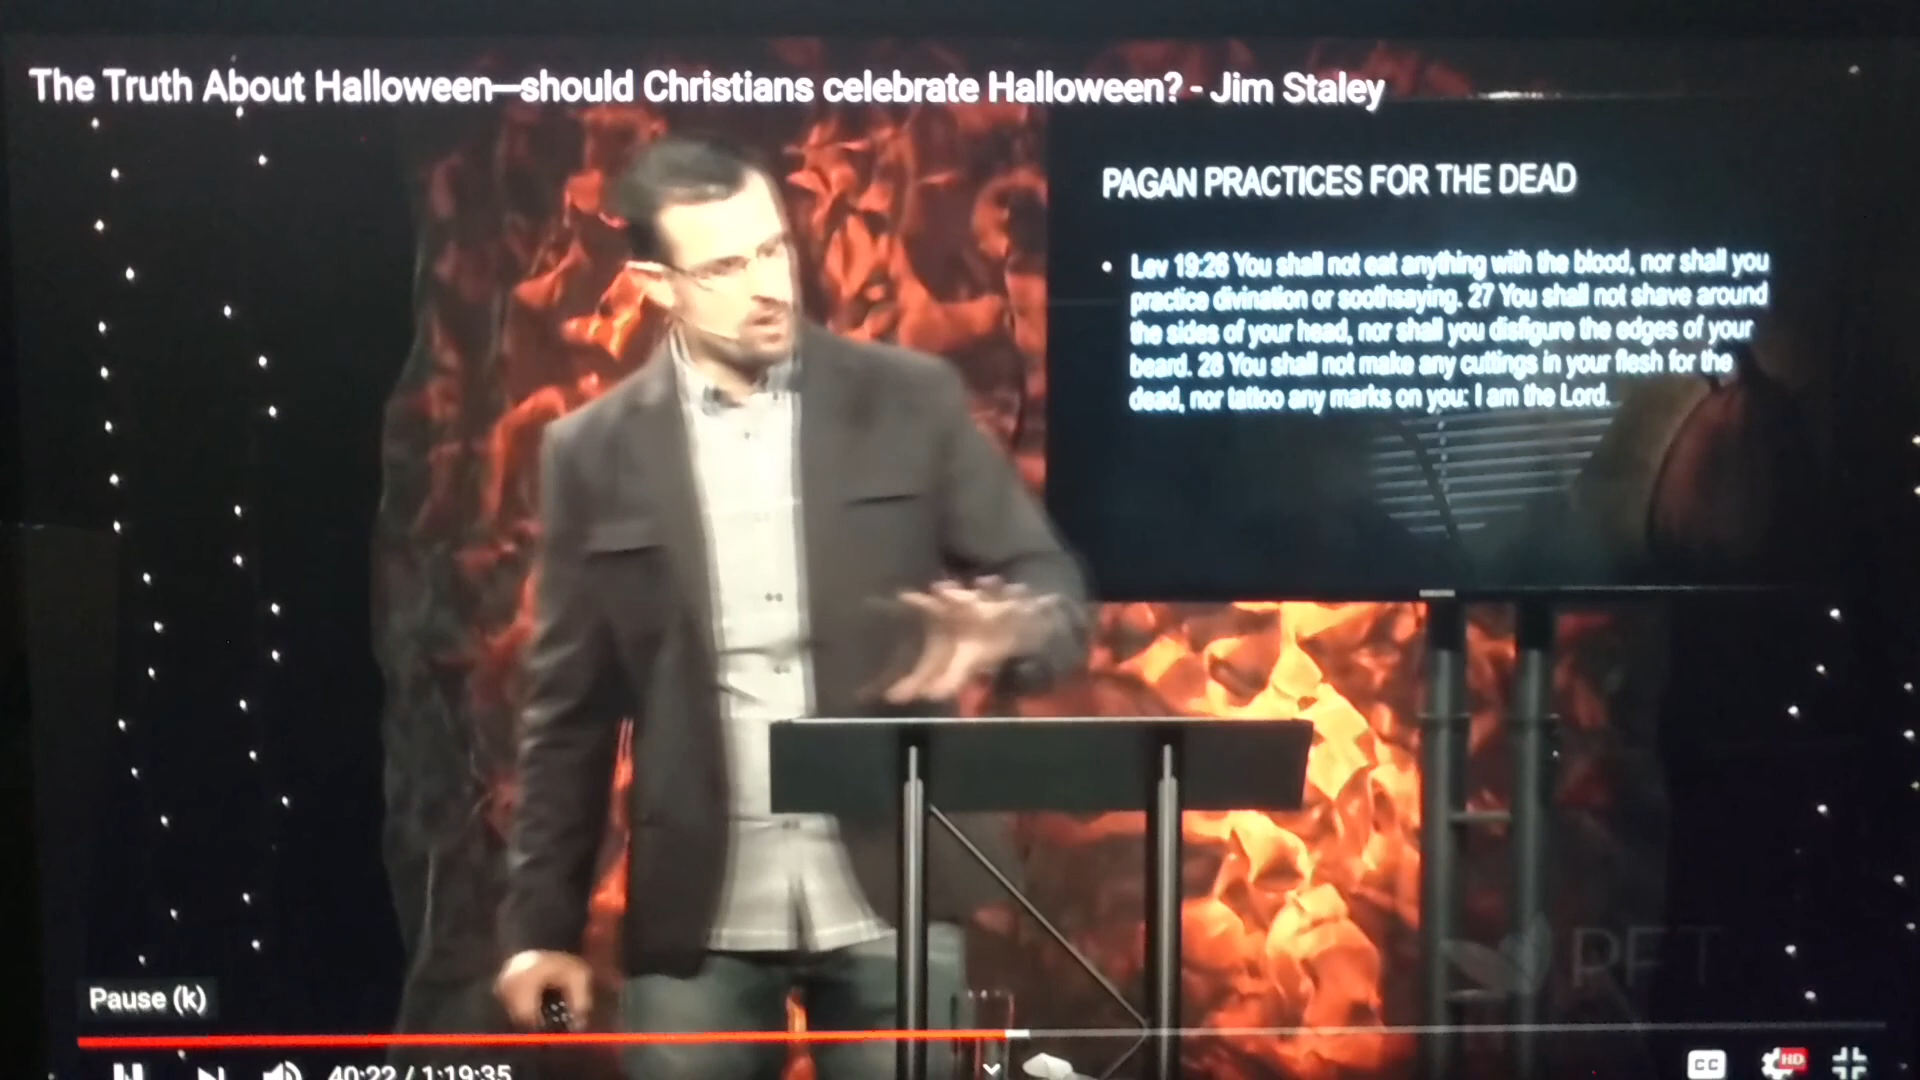 The Truth About Halloween—should Christians celebrate Halloween? - Jim Staley
PAGAN PRACTICES FOR THE DEAD
• Lev 19:26 You shall not eat anything with the blood, nor shall you
practice divination or soothsaying. 27 You shall not shave around
the sides of your head, nor shall you disfigure the edges of your
beard. 28 You shall not make any cuttings in your flesh for the
dead, nor tattoo any marks on you: I am the Lord.
PFT
Pause (k)
40:22 / 1:19:35
CC
HD